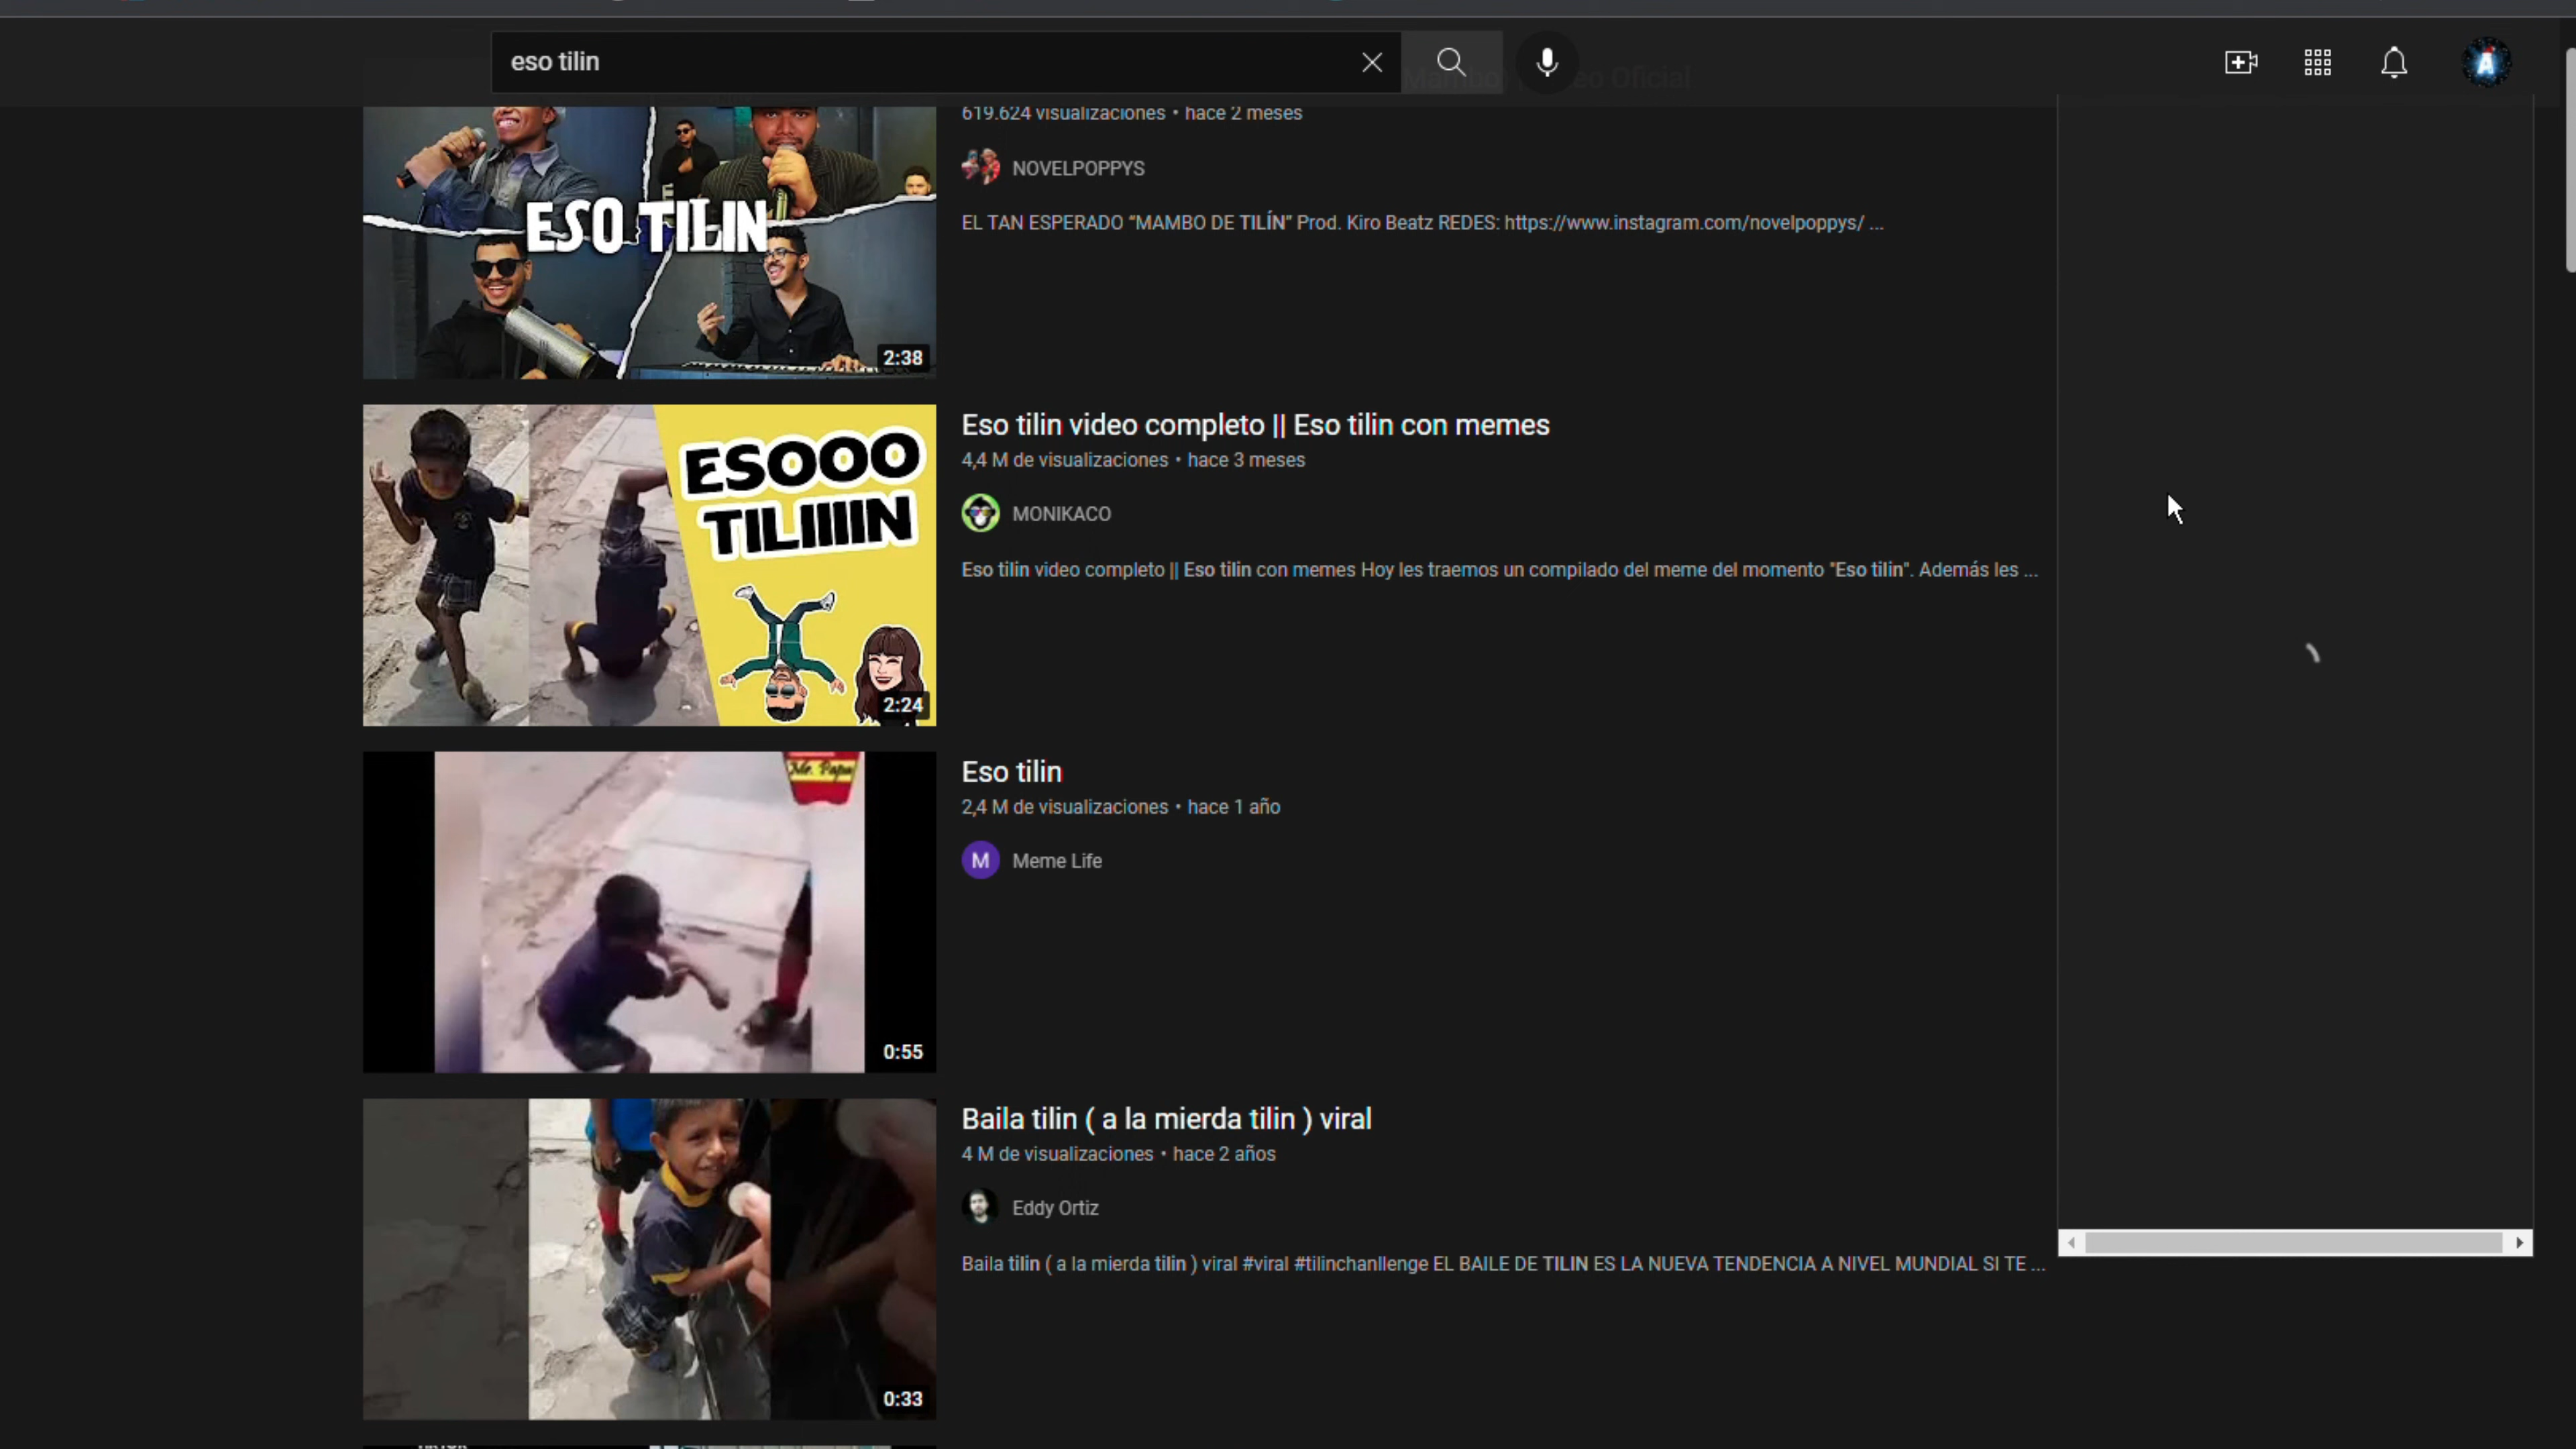 eso tilin
Mambo) eo Oficial
619.624 visualizaciones • hace 2 meses
NOVELPOPPYS
EL TAN ESPERADO “MAMBO DE TILÍN” Prod. Kiro Beatz REDES: https://www.instagram.com/novelpoppys/ ...
ESO TILIN
2:38
Eso tilin video completo || Eso tilin con memes
4,4 M de visualizaciones • hace 3 meses
MONIKACO
Eso tilin video completo || Eso tilin con memes Hoy les traemos un compilado del meme del momento "Eso tilin". Además les ...
ESOOO
TILIIIIN
2:24
Eso tilin
2,4 M de visualizaciones • hace 1 año
M Meme Life
Mr. Papa
0:55
Baila tilin ( a la mierda tilin ) viral
4 M de visualizaciones • hace 2 años
Eddy Ortiz
Baila tilin ( a la mierda tilin ) viral #viral #tilinchanllenge EL BAILE DE TILIN ES LA NUEVA TENDENCIA A NIVEL MUNDIAL SI TE ...
0:33